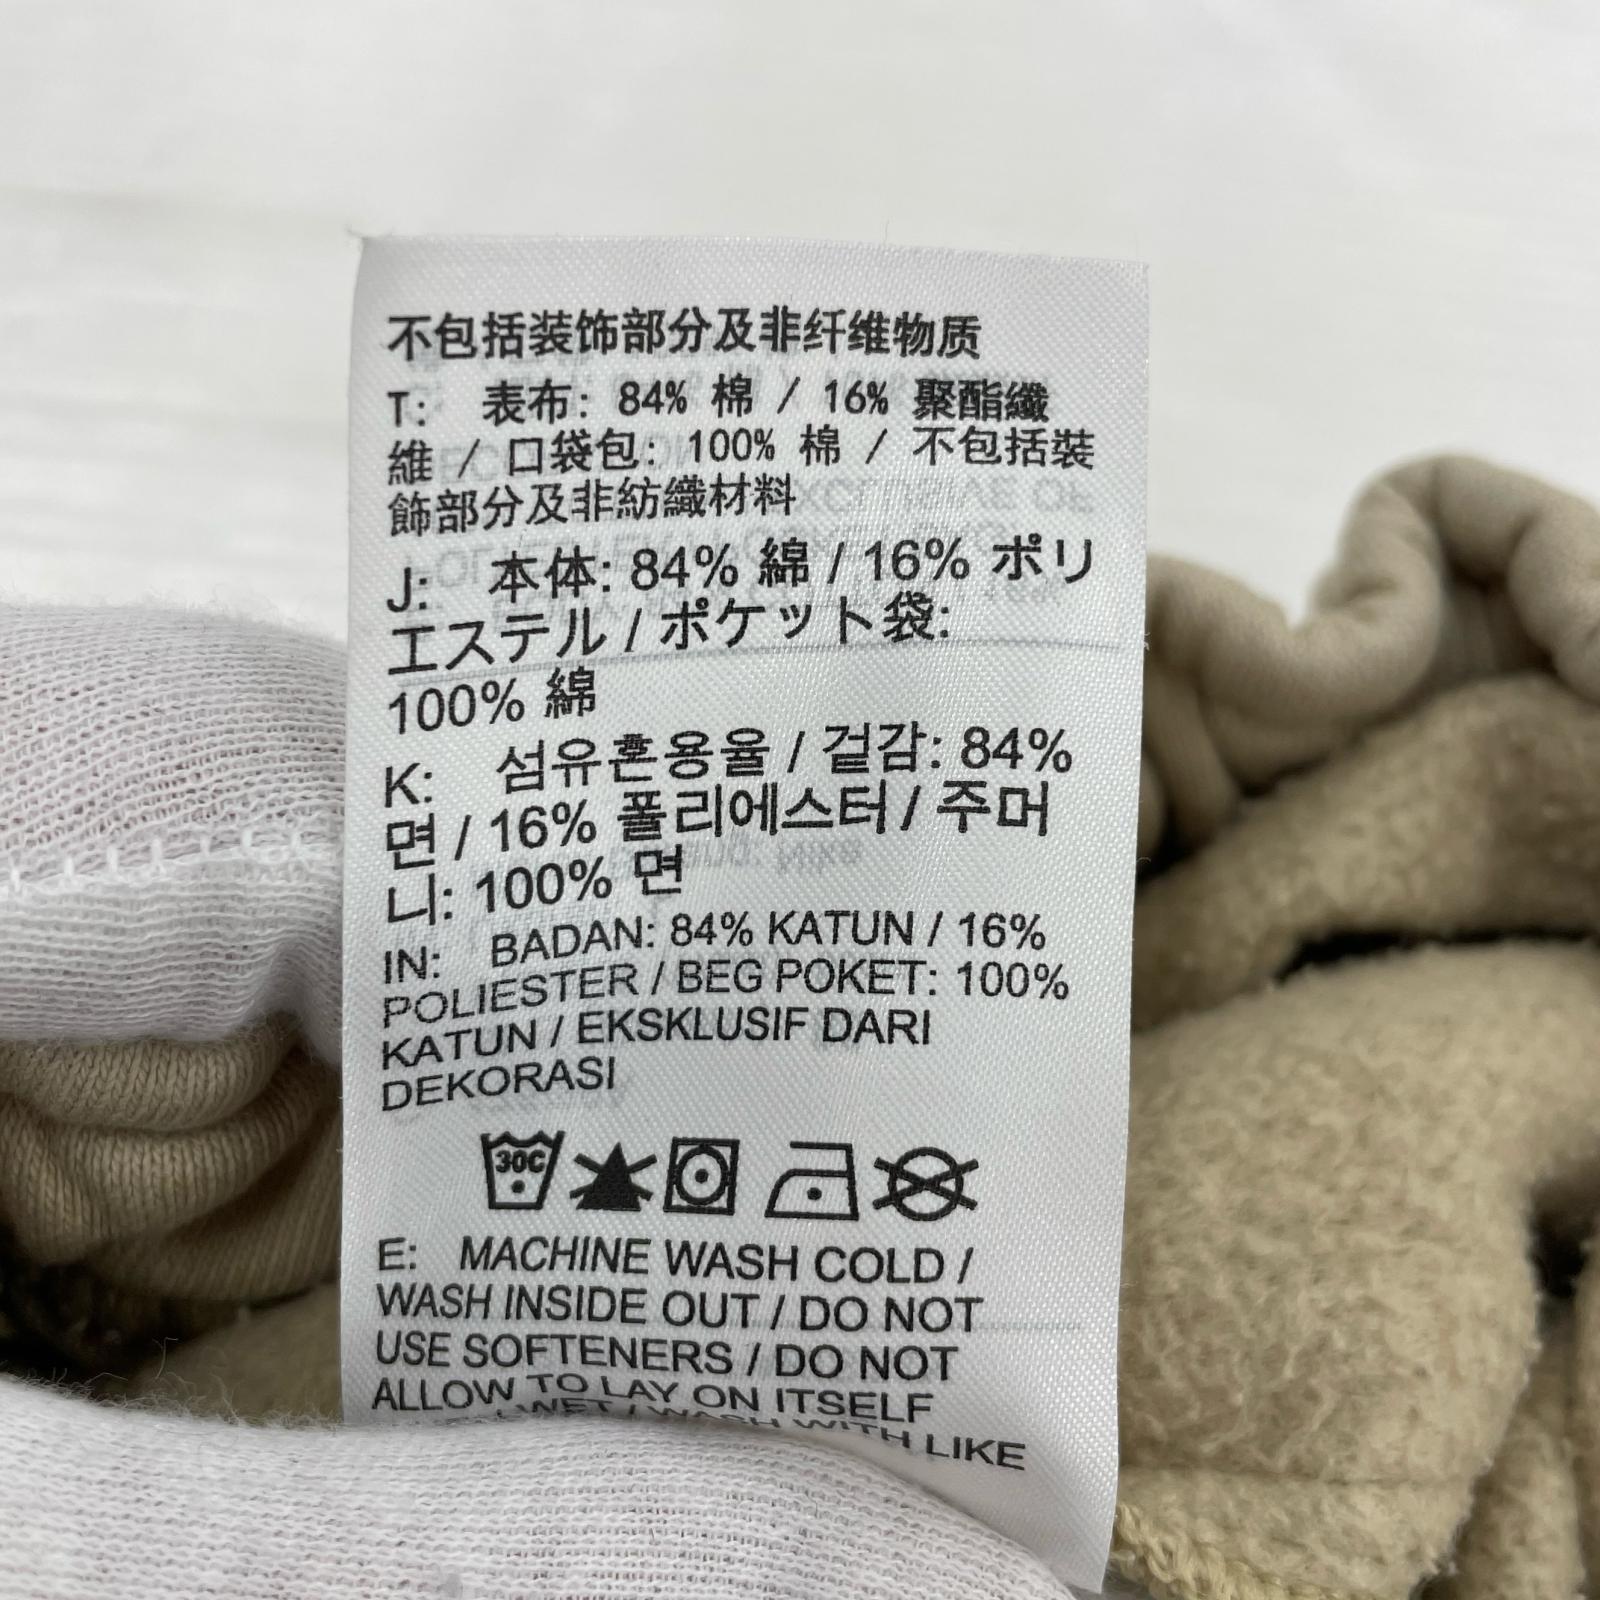 不包括装饰部分及非纤维物质
T: 表布: 84% 棉 / 16% 聚酯纖
維 / 口袋包: 100% 棉 / 不包括裝
飾部分及非紡織材料
J: 本体: 84% 綿 / 16% ポリ
エステル / ポケット袋:
100% 綿
K: 섬유혼용율 / 겉감: 84%
면 / 16% 폴리에스터 / 주머
니: 100% 면
IN: BADAN: 84% KATUN / 16%
POLIESTER / BEG POKET: 100%
KATUN / EKSKLUSIF DARI
DEKORASI
30C
E: MACHINE WASH COLD /
WASH INSIDE OUT / DO NOT
USE SOFTENERS / DO NOT
ALLOW TO LAY ON ITSELF
WET / WASH WITH LIKE